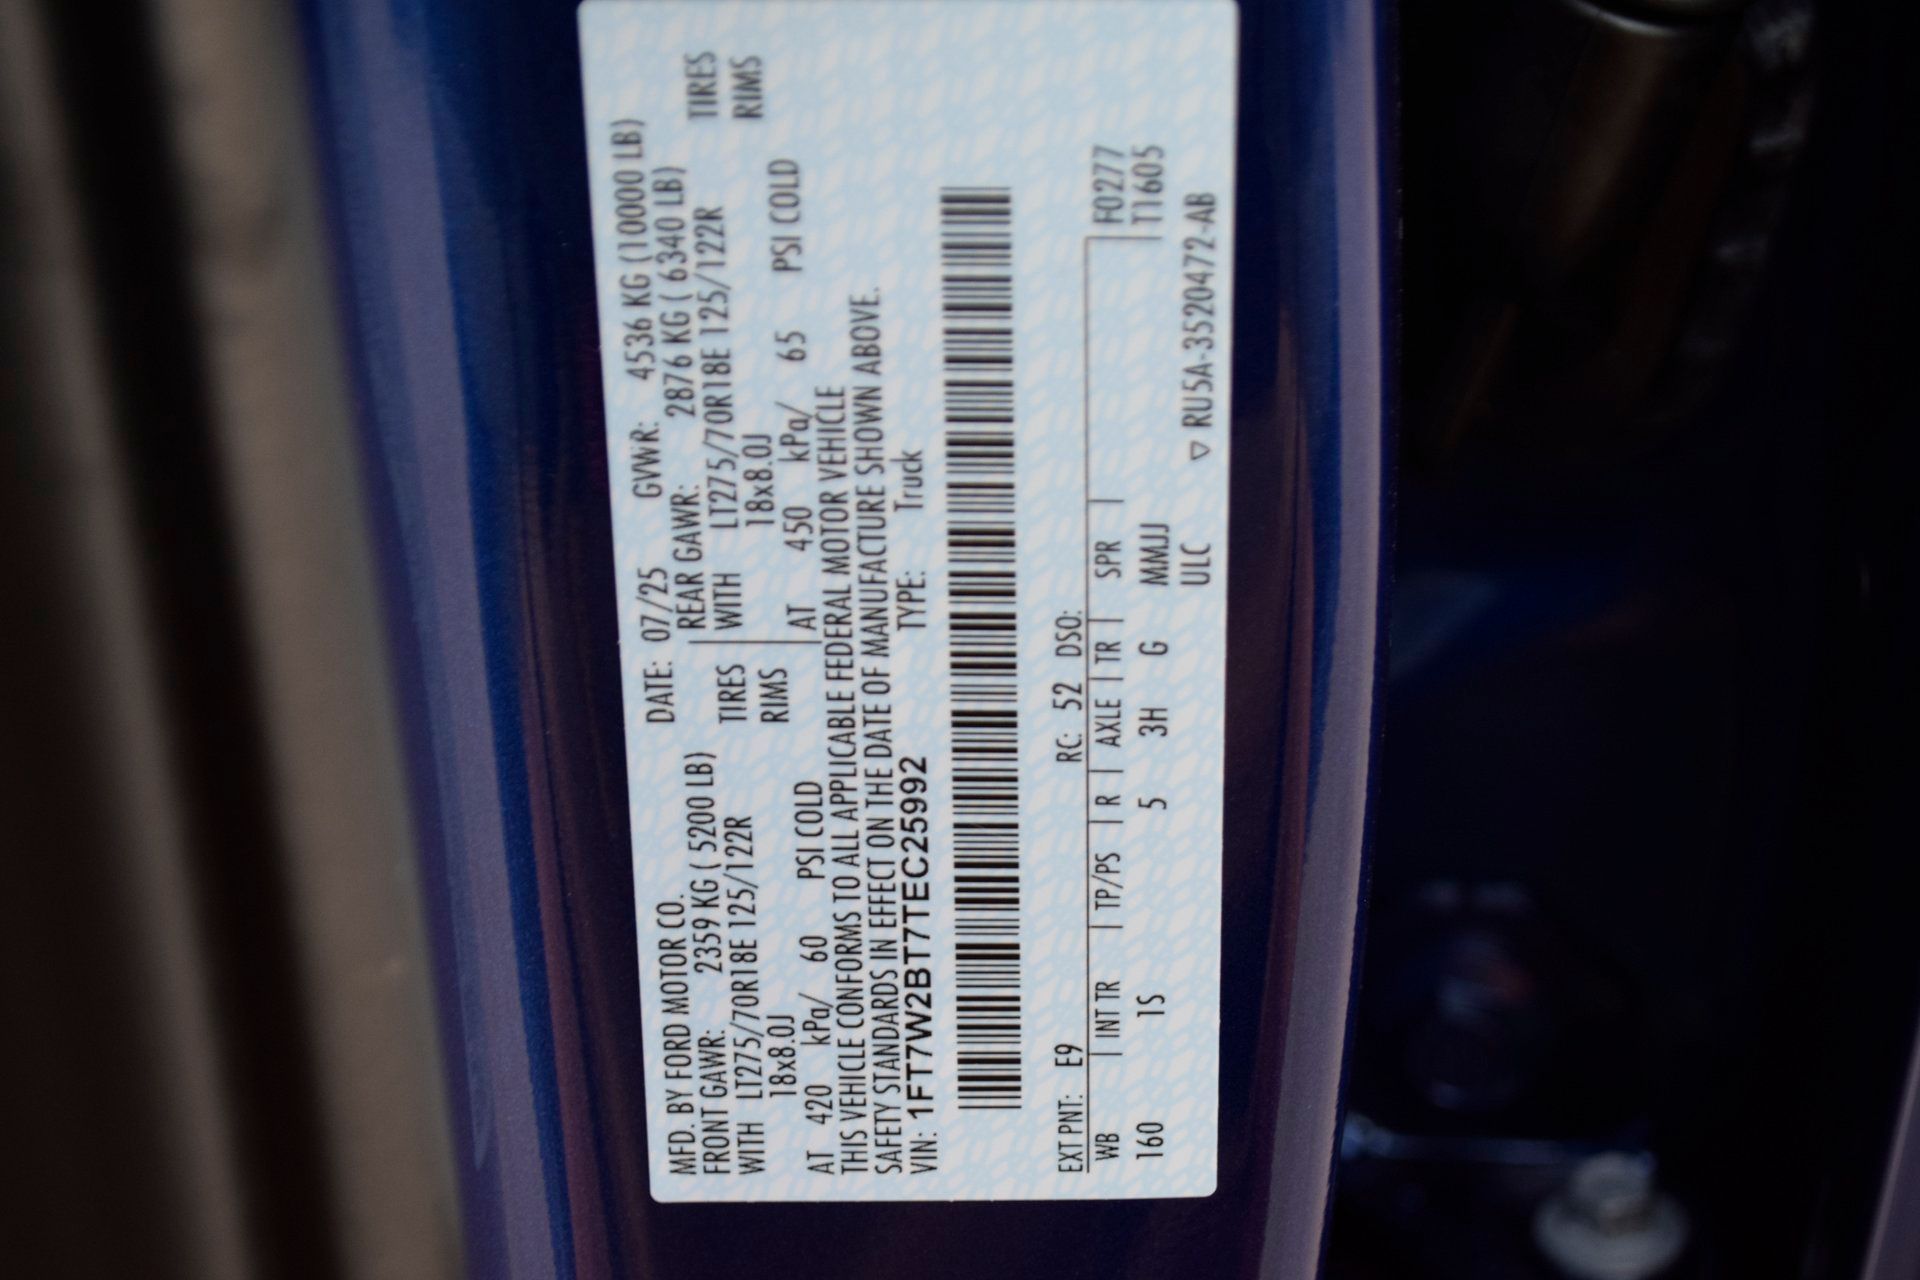 MFD. BY FORD MOTOR CO. DATE: 07/25 GVWR: 4536 KG (10000 LB)
FRONT GAWR: 2359 KG ( 5200 LB) REAR GAWR: 2876 KG ( 6340 LB)
WITH LT275/70R18E 125/122R TIRES WITH LT275/70R18E 125/122R TIRES
18x8.0J RIMS 18x8.0J RIMS
AT 420 kPa/ 60 PSI COLD AT 450 kPa/ 65 PSI COLD
THIS VEHICLE CONFORMS TO ALL APPLICABLE FEDERAL MOTOR VEHICLE
SAFETY STANDARDS IN EFFECT ON THE DATE OF MANUFACTURE SHOWN ABOVE.
VIN: 1FT7W2BT7TEC25992 TYPE: Truck
EXT PNT: E9 RC: 52 DSO:
WB | INT TR | TP/PS | R | AXLE | TR | SPR | F0277
160 1S 5 3H G MMJJ T1605
ULC ▽ RU5A-3520472-AB